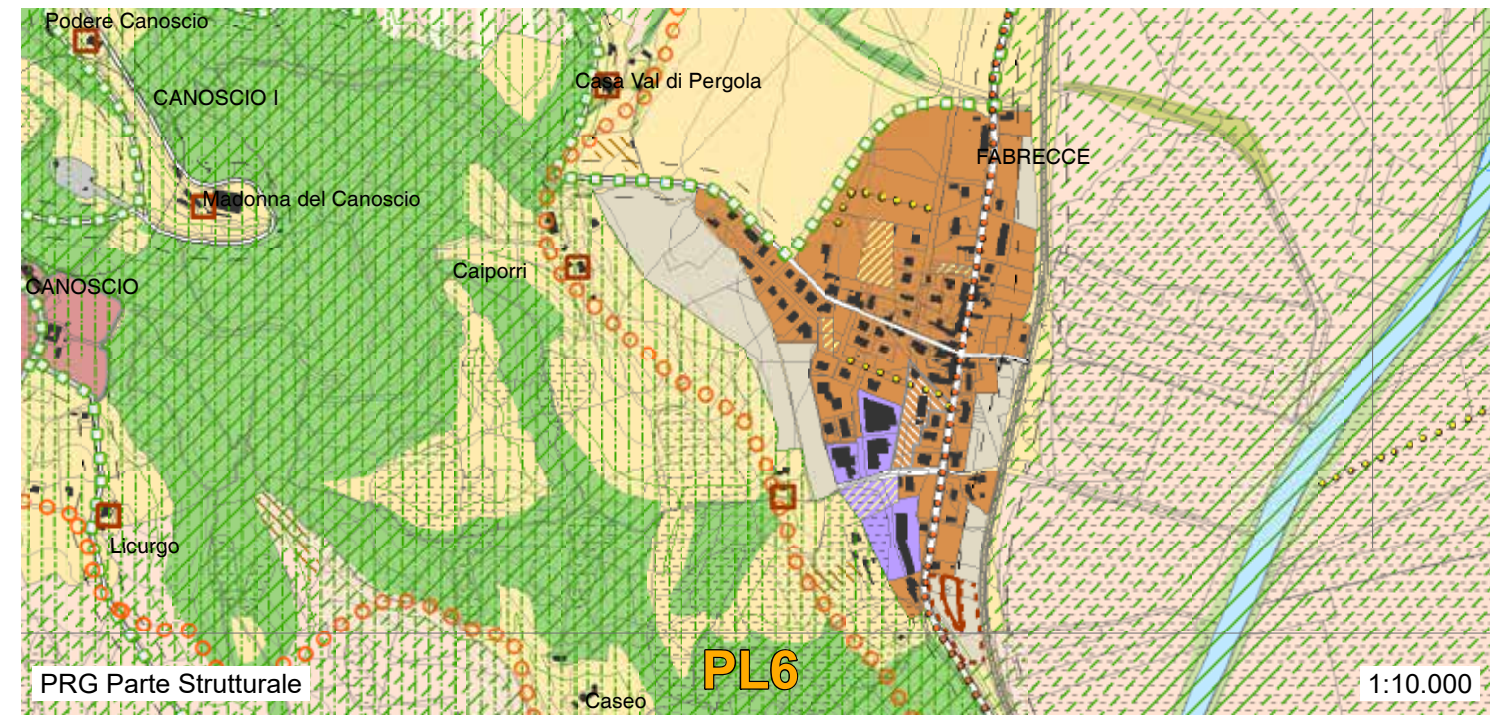 Podere Canoscio
Casa Val di Pergola
CANOSCIO I
FABRECCE
Madonna del Canoscio
Caiporri
CANOSCIO
Licurgo
PL6
PRG Parte Strutturale
1:10.000
Caseo